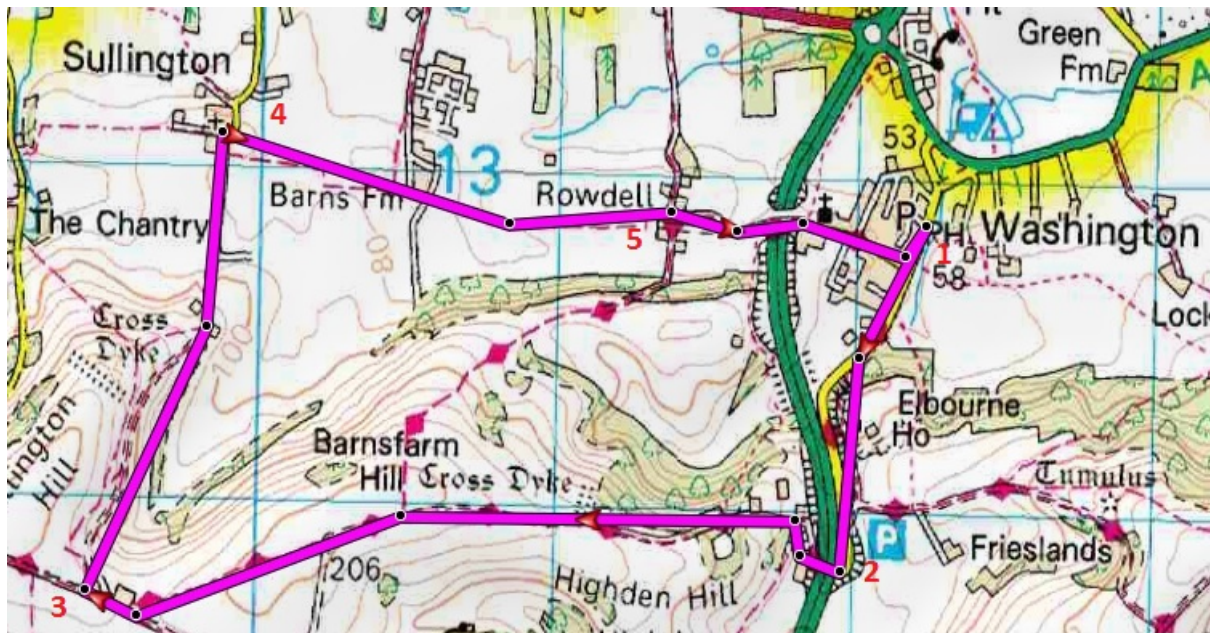 Green
Fm
A
Sullington
4
53
13
Barns Fm
Rowdell
The Chantry
5
P
PH
Washington
1
58
Lock
Cross
Dyke
Elbourne
Ho
Hill
Barnsfarm
Hill
Cross Dyke
Tumulus
100
P
Frieslands
206
Highden Hill
2
3